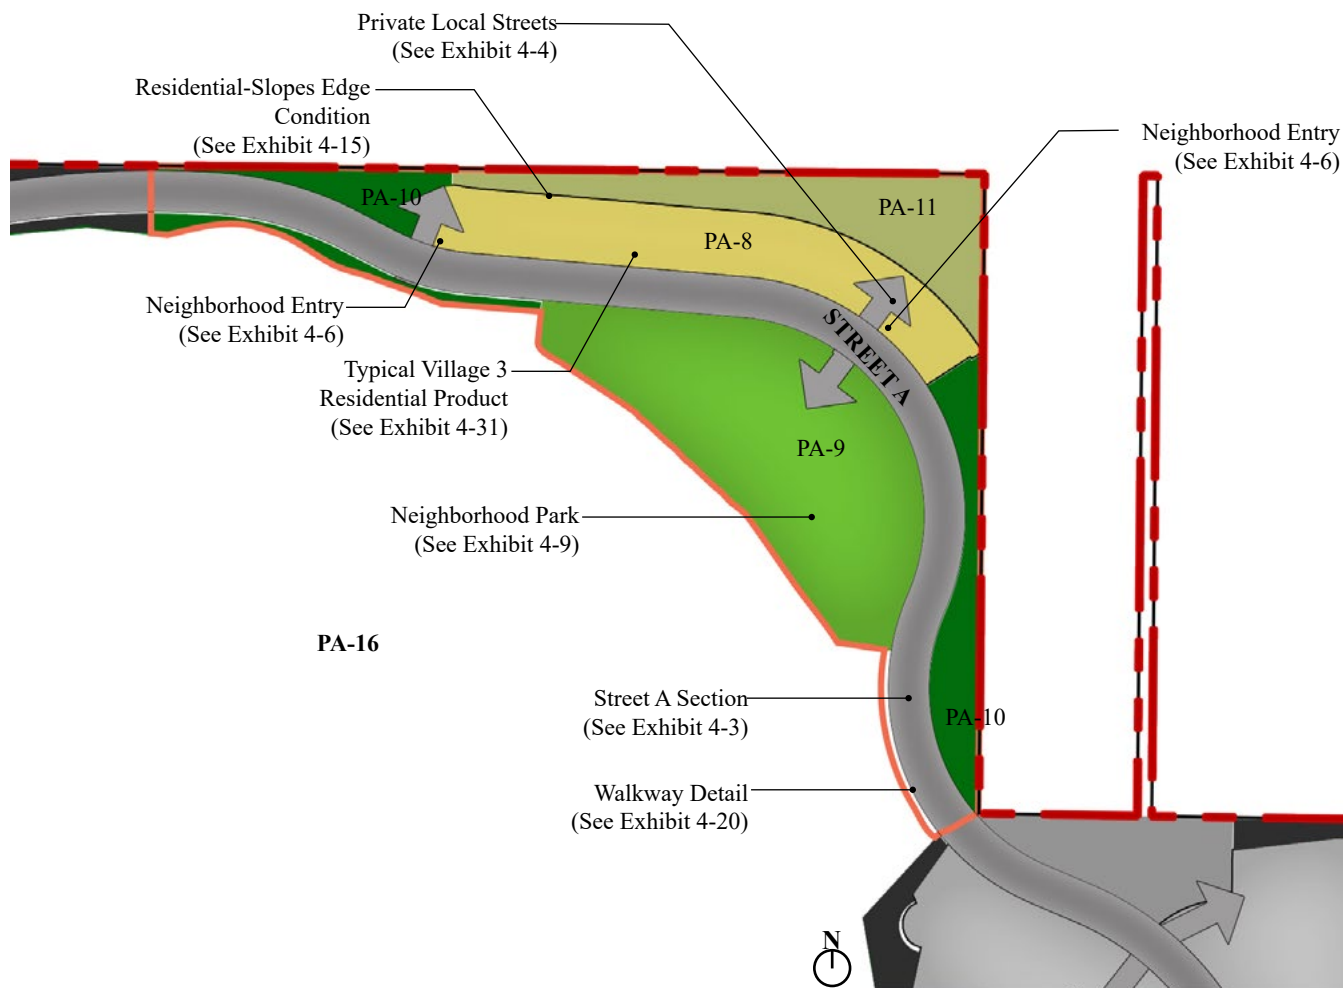 Private Local Streets
(See Exhibit 4-4)
Residential-Slopes Edge
Condition
(See Exhibit 4-15)
Neighborhood Entry
(See Exhibit 4-6)
PA-10
PA-11
PA-8
Neighborhood Entry
(See Exhibit 4-6)
STREET A
Typical Village 3
Residential Product
(See Exhibit 4-31)
PA-9
Neighborhood Park
(See Exhibit 4-9)
PA-16
Street A Section
(See Exhibit 4-3)
PA-10
Walkway Detail
(See Exhibit 4-20)
N